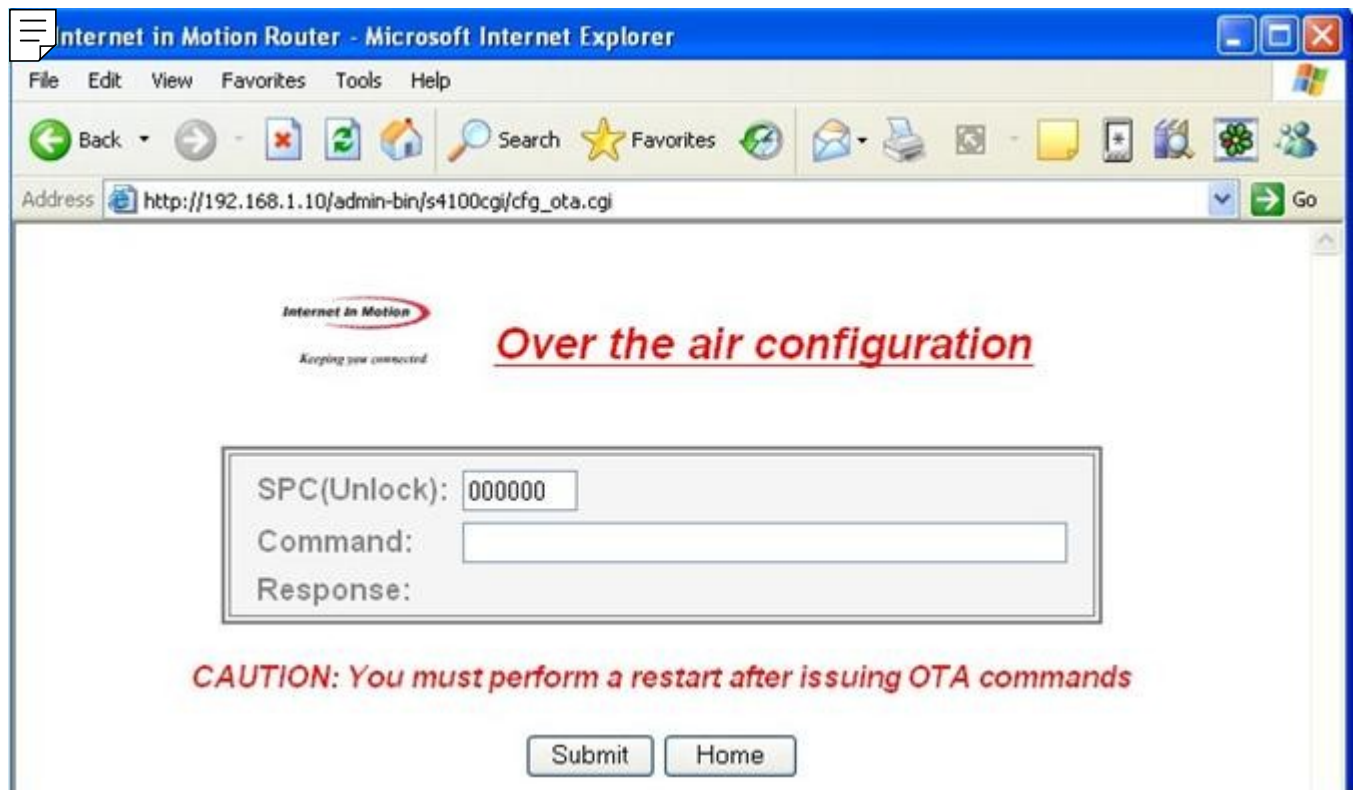 Internet in Motion Router - Microsoft Internet Explorer
File Edit View Favorites Tools Help
Back Search Favorites
Address http://192.168.1.10/admin-bin/s4100cgi/cfg_ota.cgi Go
Internet in Motion
Keeping you connected
Over the air configuration
SPC(Unlock): 000000
Command:
Response:
CAUTION: You must perform a restart after issuing OTA commands
Submit Home